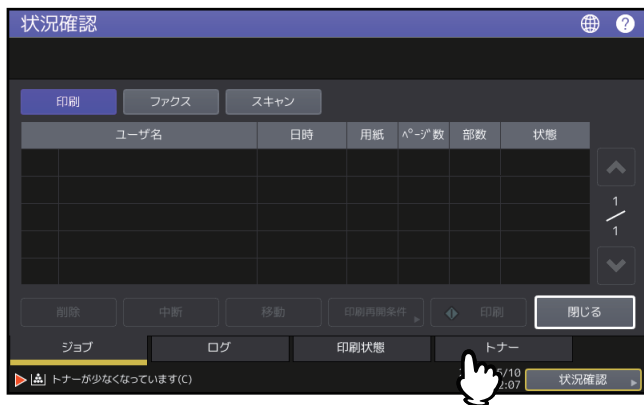 状況確認
印刷 ファクス スキャン
ユーザ名 日時 用紙 ページ数 部数 状態
1
1
削除 中断 移動 印刷再開条件 印刷 閉じる
ジョブ ログ 印刷状態 トナー
トナーが少なくなっています(C) 状況確認